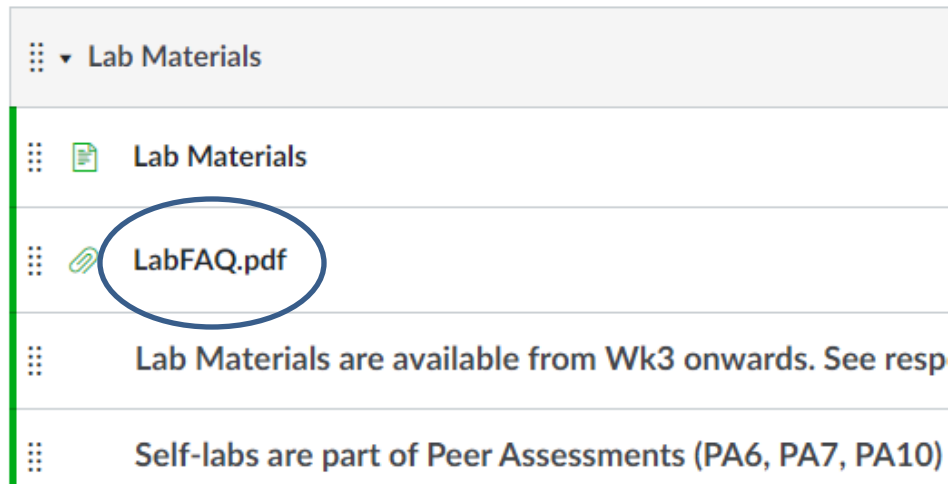 Lab Materials
Lab Materials
LabFAQ.pdf
Lab Materials are available from Wk3 onwards. See resp
Self-labs are part of Peer Assessments (PA6, PA7, PA10)